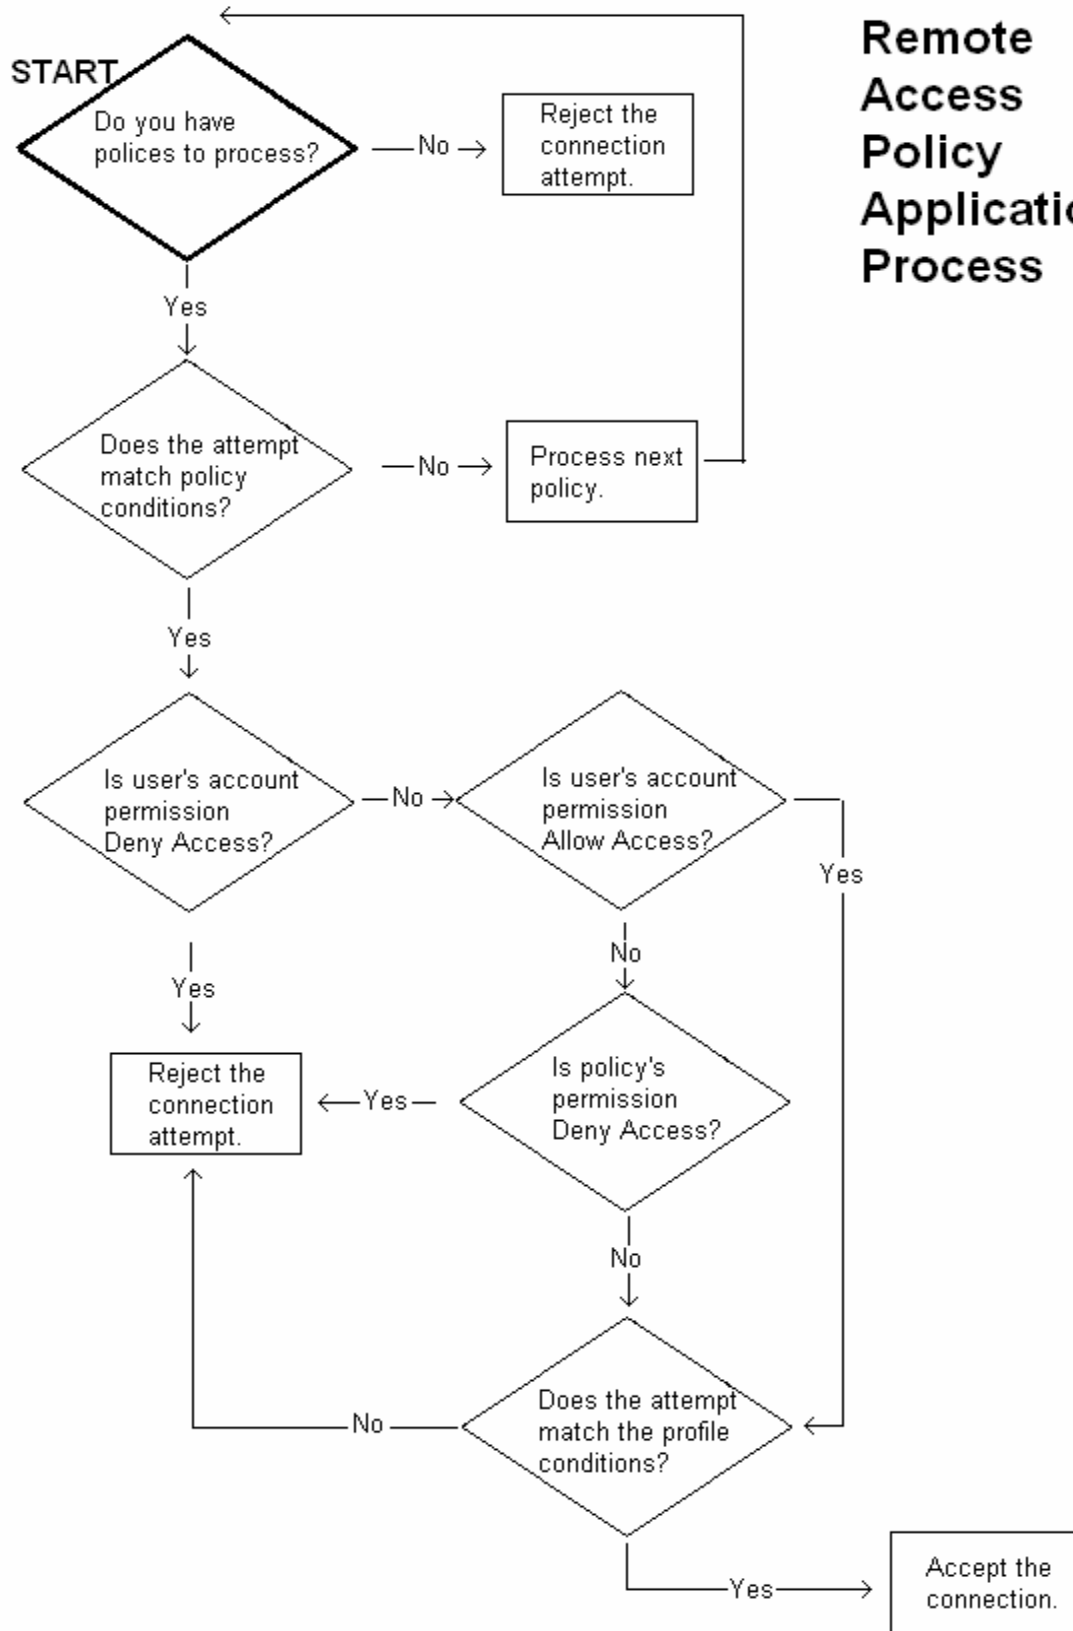 Remote
Access
Policy
Applicatio
Process
START
Do you have
polices to process?
No
Reject the
connection
attempt.
Yes
Does the attempt
match policy
conditions?
No
Process next
policy.
Yes
Is user's account
permission
Deny Access?
No
Is user's account
permission
Allow Access?
Yes
No
Yes
Reject the
connection
attempt.
Yes
Is policy's
permission
Deny Access?
No
Does the attempt
match the profile
conditions?
No
Yes
Accept the
connection.